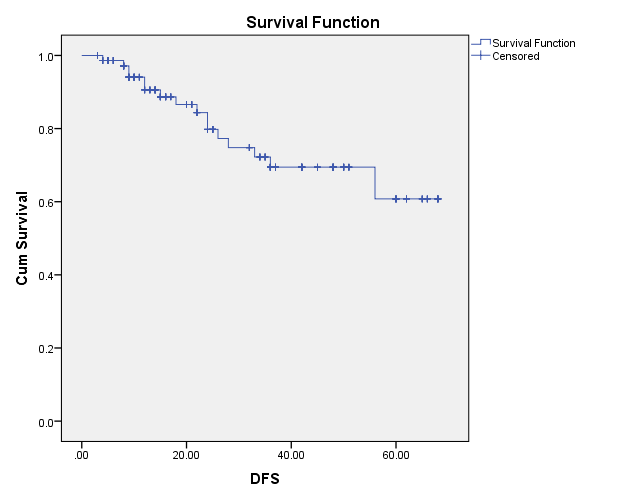 Survival Function
Survival Function
Censored
1.0
0.8
0.6
0.4
0.2
0.0
Cum Survival
.00
20.00
40.00
60.00
DFS